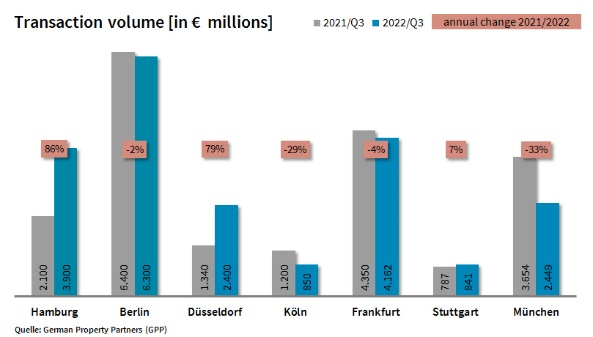 Transaction volume [in € millions]
2021/Q3 2022/Q3 annual change 2021/2022
86% -2% 79% -29% -4% 7% -33%
2.100 3.900 6.400 6.300 1.340 2.400 1.200 850 4.350 4.162 787 841 3.654 2.449
Hamburg Berlin Düsseldorf Köln Frankfurt Stuttgart München
Quelle: German Property Partners (GPP)